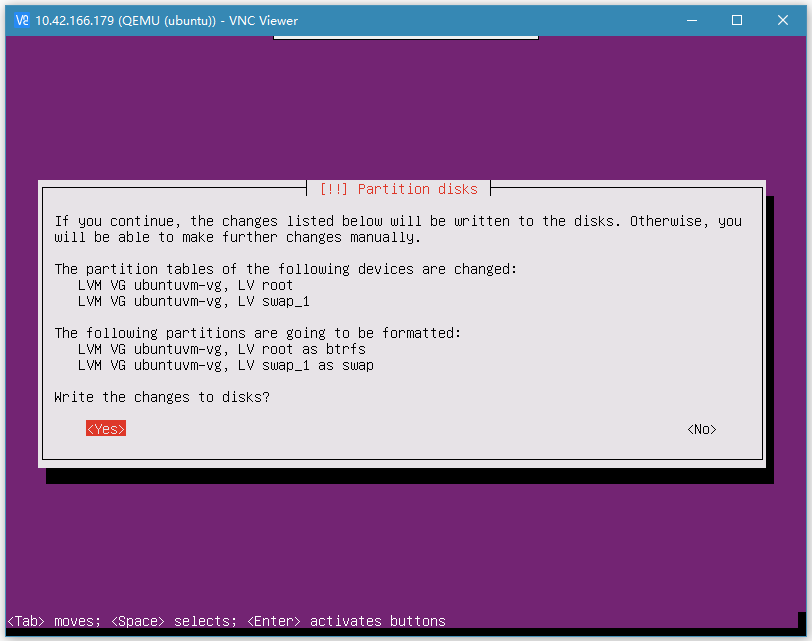 V2 10.42.166.179 (QEMU (ubuntu)) - VNC Viewer
[!!] Partition disks
If you continue, the changes listed below will be written to the disks. Otherwise, you
will be able to make further changes manually.
The partition tables of the following devices are changed:
LVM VG ubuntuvm-vg, LV root
LVM VG ubuntuvm-vg, LV swap_1
The following partitions are going to be formatted:
LVM VG ubuntuvm-vg, LV root as btrfs
LVM VG ubuntuvm-vg, LV swap_1 as swap
Write the changes to disks?
<Yes> <No>
<Tab> moves; <Space> selects; <Enter> activates buttons